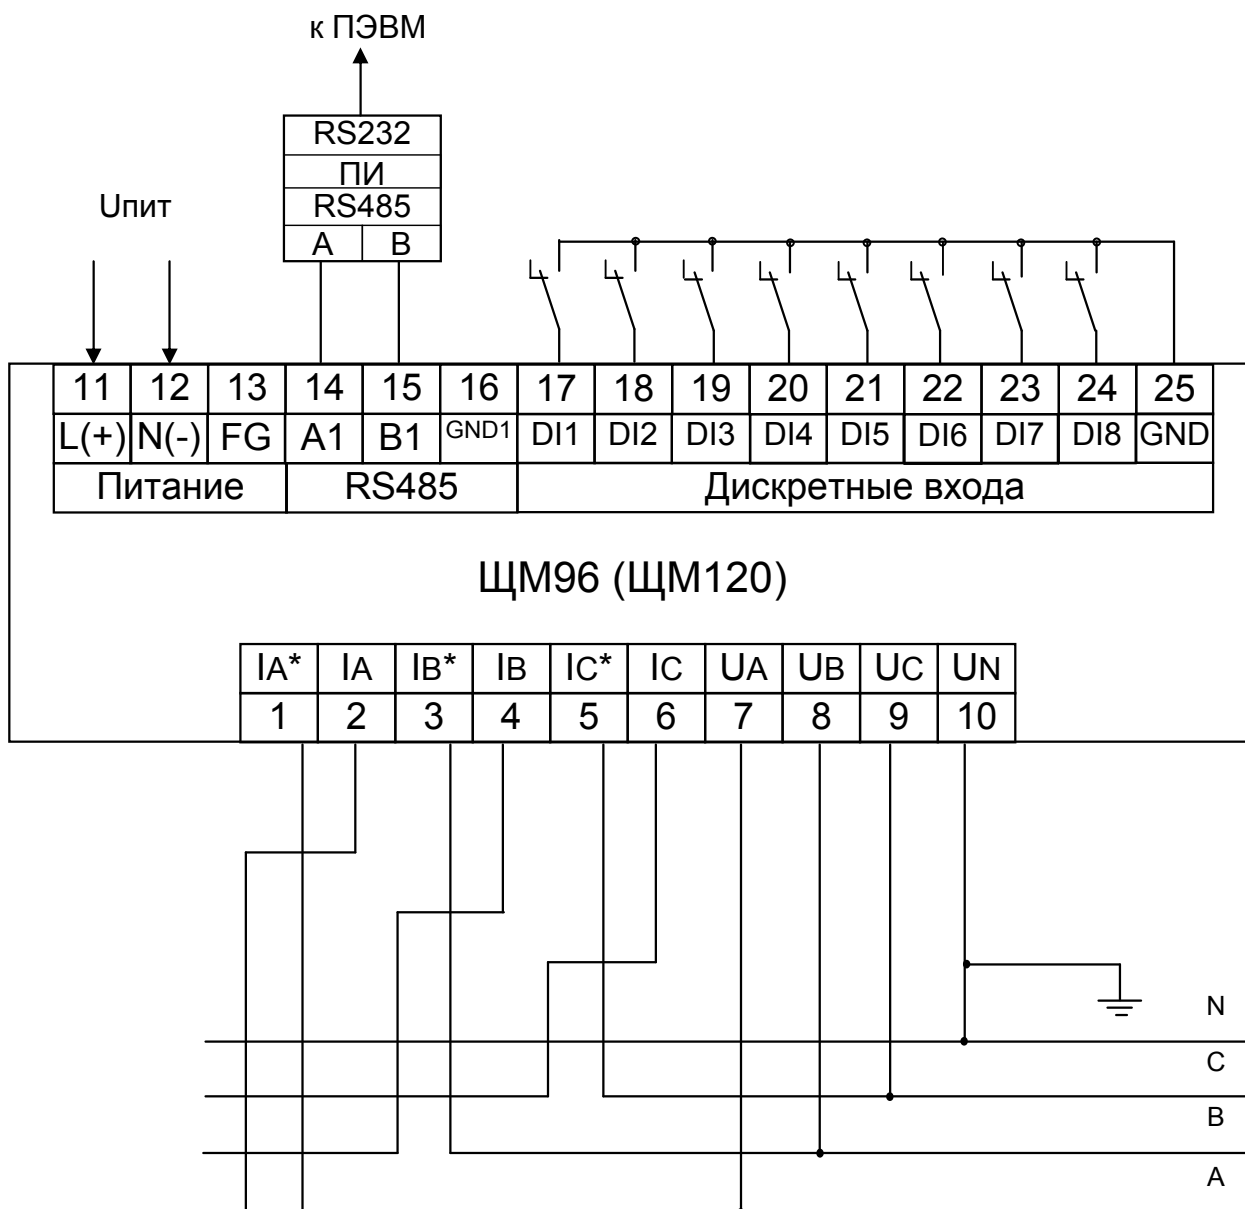 к ПЭВМ
RS232
ПИ
RS485
A B
Uпит
11 12 13 14 15 16 17 18 19 20 21 22 23 24 25
L(+) N(-) FG A1 B1 GND1 DI1 DI2 DI3 DI4 DI5 DI6 DI7 DI8 GND
Питание RS485 Дискретные входа
ЩМ96 (ЩМ120)
IA* IA IB* IB IC* IC UA UB UC UN
1 2 3 4 5 6 7 8 9 10
N
C
B
A